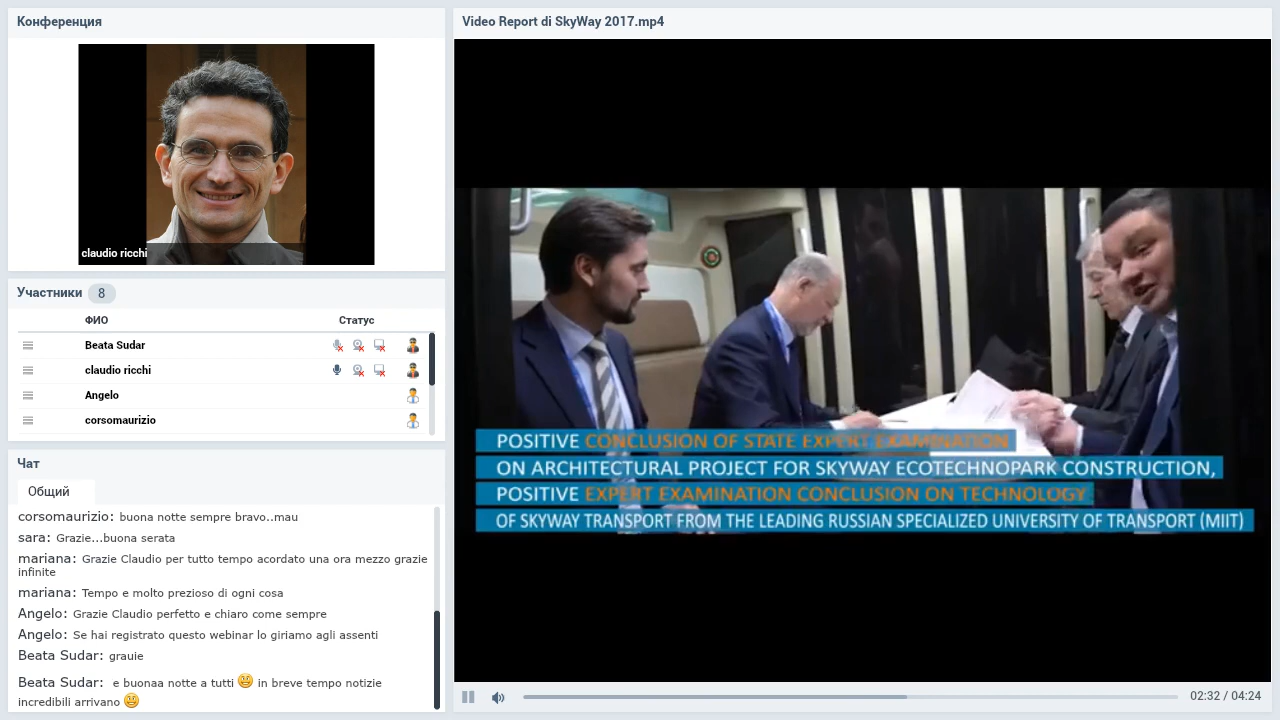 Конференция
claudio ricchi
Участники 8
ФИО Статус
Beata Sudar
claudio ricchi
Angelo
corsomaurizio
Чат
Общий
corsomaurizio: buona notte sempre bravo..mau
sara: Grazie...buona serata
mariana: Grazie Claudio per tutto tempo acordato una ora mezzo grazie
infinite
mariana: Tempo e molto prezioso di ogni cosa
Angelo: Grazie Claudio perfetto e chiaro come sempre
Angelo: Se hai registrato questo webinar lo giriamo agli assenti
Beata Sudar: grauie
Beata Sudar: e buonaa notte a tutti in breve tempo notizie
incredibili arrivano
Video Report di SkyWay 2017.mp4
POSITIVE CONCLUSION OF STATE EXPERT EXAMINATION
ON ARCHITECTURAL PROJECT FOR SKYWAY ECOTECHNOPARK CONSTRUCTION,
POSITIVE EXPERT EXAMINATION CONCLUSION ON TECHNOLOGY
OF SKYWAY TRANSPORT FROM THE LEADING RUSSIAN SPECIALIZED UNIVERSITY OF TRANSPORT (MIIT)
02:32 / 04:24